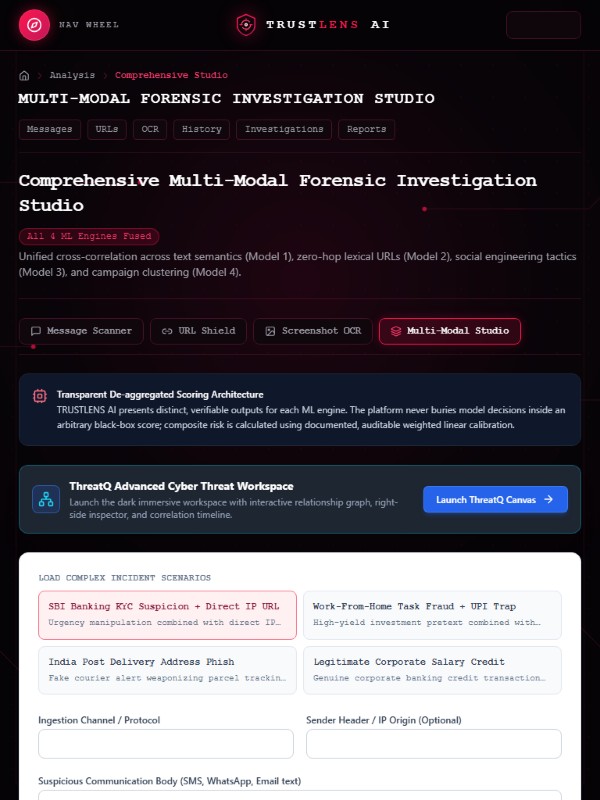 NAV WHEEL
TRUSTLENS AI
Analysis
Comprehensive Studio
MULTI-MODAL FORENSIC INVESTIGATION STUDIO
Messages
URLs
OCR
History
Investigations
Reports
Comprehensive Multi-Modal Forensic Investigation
Studio
All 4 ML Engines Fused
Unified cross-correlation across text semantics (Model 1), zero-hop lexical URLs (Model 2), social engineering tactics
(Model 3), and campaign clustering (Model 4).
Message Scanner
URL Shield
Screenshot OCR
Multi-Modal Studio
Transparent De-aggregated Scoring Architecture
TRUSTLENS AI presents distinct, verifiable outputs for each ML engine. The platform never buries model decisions inside an
arbitrary black-box score; composite risk is calculated using documented, auditable weighted linear calibration.
ThreatQ Advanced Cyber Threat Workspace
Launch the dark immersive workspace with interactive relationship graph, right-
side inspector, and correlation timeline.
Launch ThreatQ Canvas
LOAD COMPLEX INCIDENT SCENARIOS
SBI Banking KYC Suspicion + Direct IP URL
Urgency manipulation combined with direct IP…
Work-From-Home Task Fraud + UPI Trap
High-yield investment pretext combined with…
India Post Delivery Address Phish
Fake courier alert weaponizing parcel trackin…
Legitimate Corporate Salary Credit
Genuine corporate banking credit transaction…
Ingestion Channel / Protocol
Sender Header / IP Origin (Optional)
Suspicious Communication Body (SMS, WhatsApp, Email text)